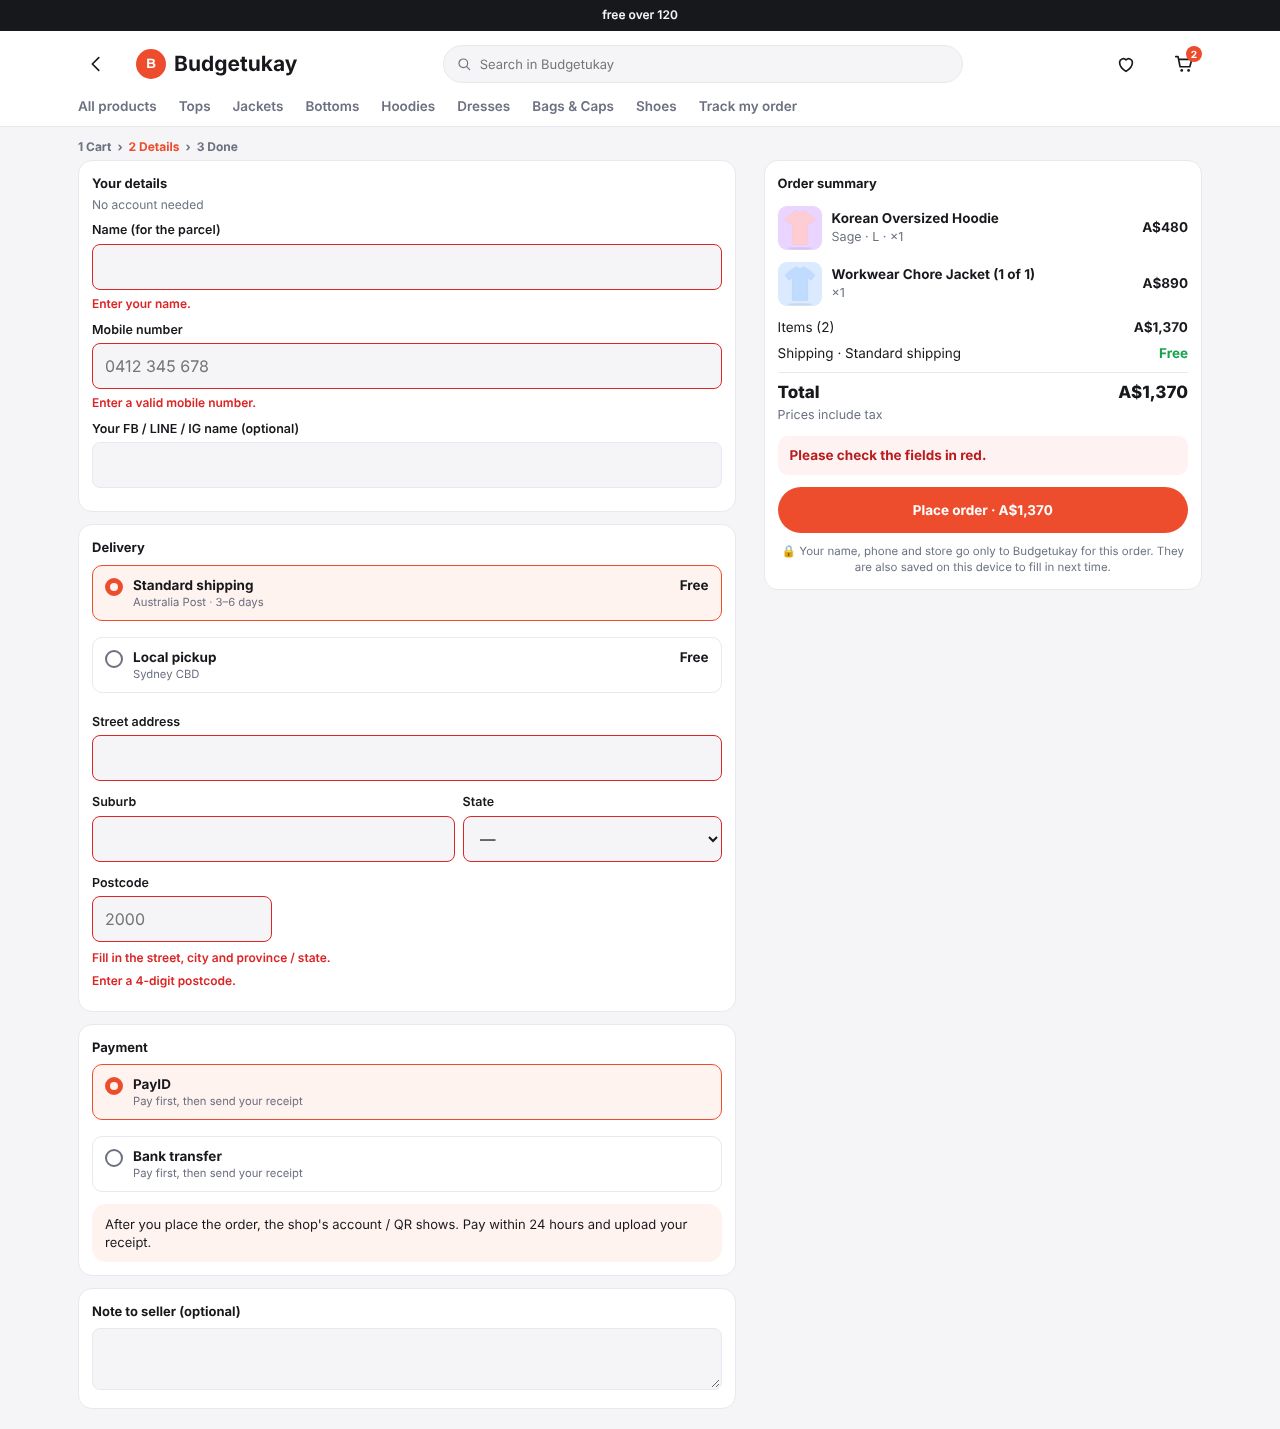 free over 120
B Budgetukay
Search in Budgetukay
2
All products Tops Jackets Bottoms Hoodies Dresses Bags & Caps Shoes Track my order
1 Cart › 2 Details › 3 Done
Your details
No account needed
Name (for the parcel)
Enter your name.
Mobile number
0412 345 678
Enter a valid mobile number.
Your FB / LINE / IG name (optional)
Delivery
Standard shipping Free
Australia Post · 3–6 days
Local pickup Free
Sydney CBD
Street address
Suburb State
—
Postcode
2000
Fill in the street, city and province / state.
Enter a 4-digit postcode.
Payment
PayID
Pay first, then send your receipt
Bank transfer
Pay first, then send your receipt
After you place the order, the shop's account / QR shows. Pay within 24 hours and upload your
receipt.
Note to seller (optional)
Order summary
Korean Oversized Hoodie A$480
Sage · L · ×1
Workwear Chore Jacket (1 of 1) A$890
×1
Items (2) A$1,370
Shipping · Standard shipping Free
Total A$1,370
Prices include tax
Please check the fields in red.
Place order · A$1,370
🔒 Your name, phone and store go only to Budgetukay for this order. They
are also saved on this device to fill in next time.